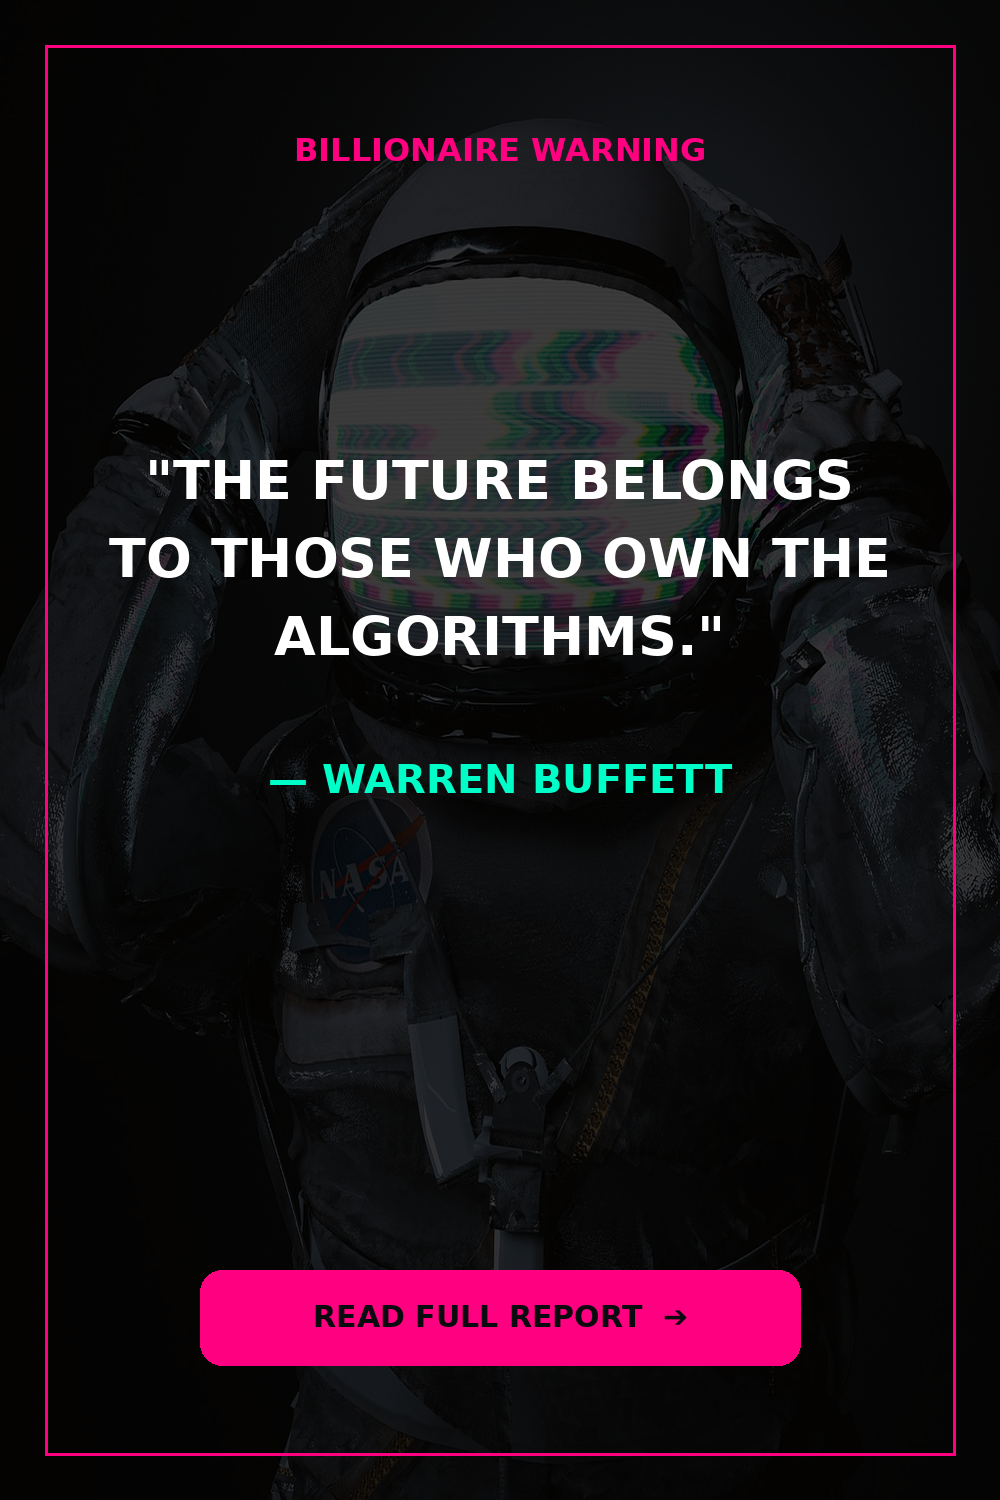 BILLIONAIRE WARNING
"THE FUTURE BELONGS
TO THOSE WHO OWN THE
ALGORITHMS."
— WARREN BUFFETT
NASA
READ FULL REPORT ➔